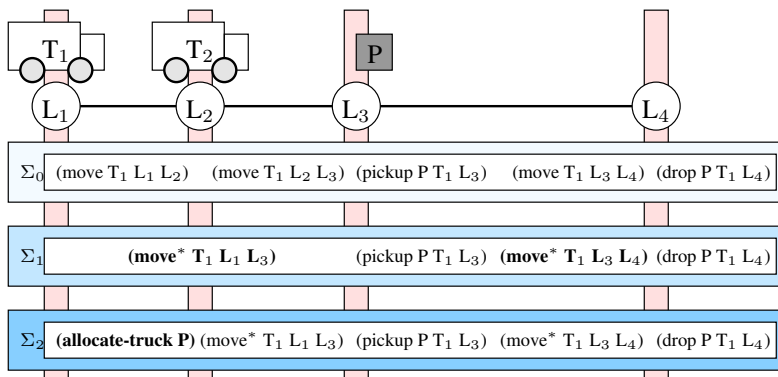 T₁ T₂ P
L₁ L₂ L₃ L₄
Σ₀ (move T₁ L₁ L₂) (move T₁ L₂ L₃) (pickup P T₁ L₃) (move T₁ L₃ L₄) (drop P T₁ L₄)
Σ₁ (move* T₁ L₁ L₃) (pickup P T₁ L₃) (move* T₁ L₃ L₄) (drop P T₁ L₄)
Σ₂ (allocate-truck P) (move* T₁ L₁ L₃) (pickup P T₁ L₃) (move* T₁ L₃ L₄) (drop P T₁ L₄)